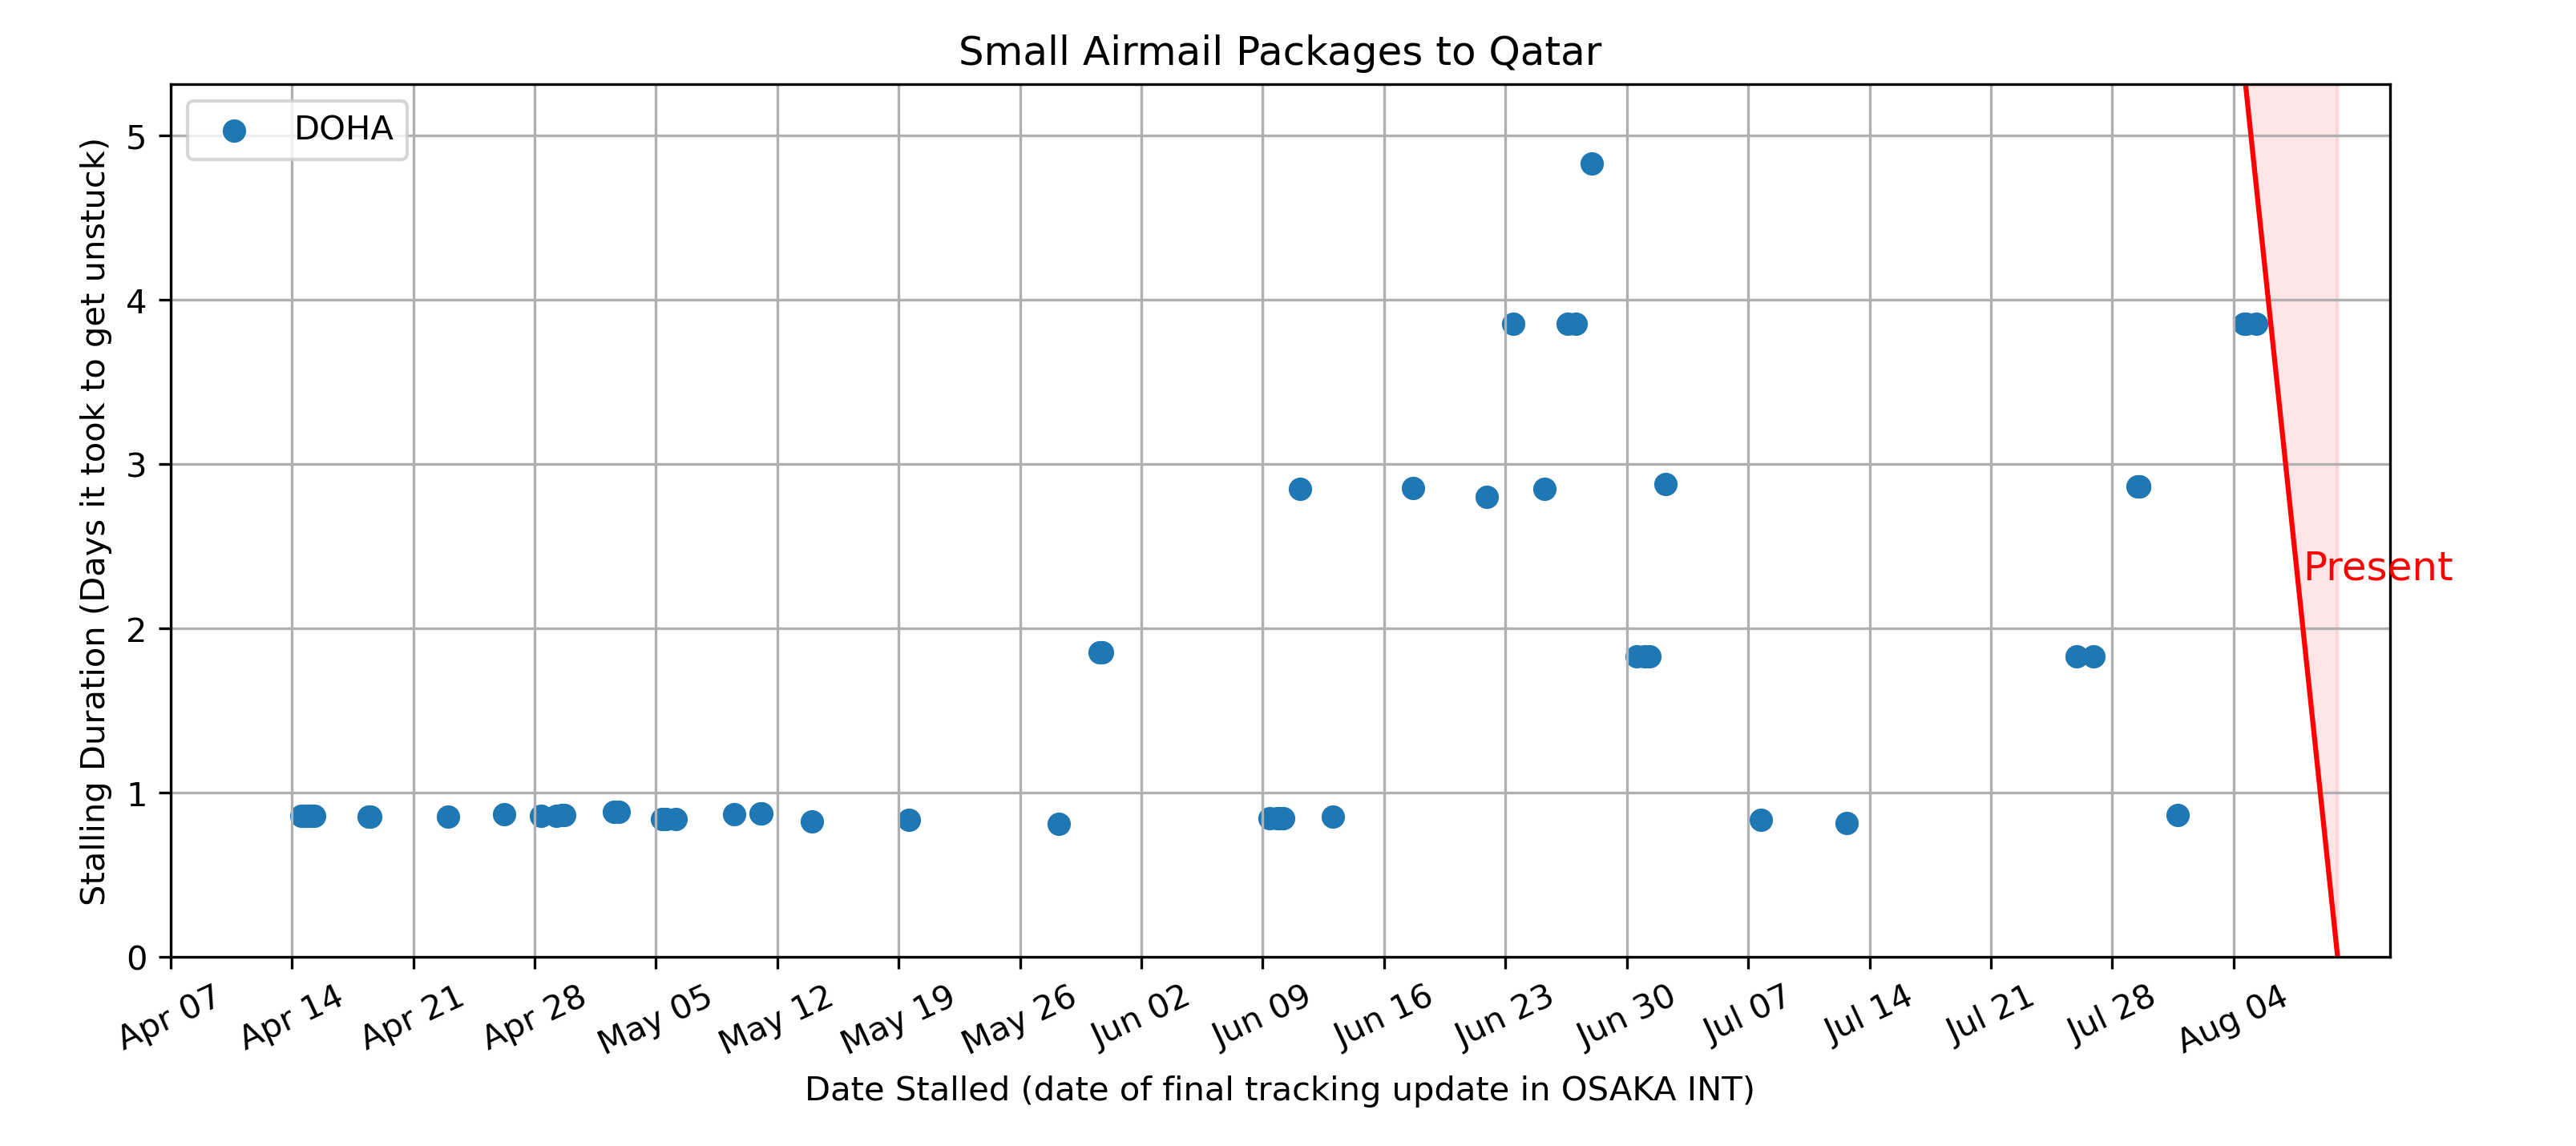 Small Airmail Packages to Qatar
DOHA
Stalling Duration (Days it took to get unstuck)
5
4
3
2
1
0
Present
Apr 07
Apr 14
Apr 21
Apr 28
May 05
May 12
May 19
May 26
Jun 02
Jun 09
Jun 16
Jun 23
Jun 30
Jul 07
Jul 14
Jul 21
Jul 28
Aug 04
Date Stalled (date of final tracking update in OSAKA INT)